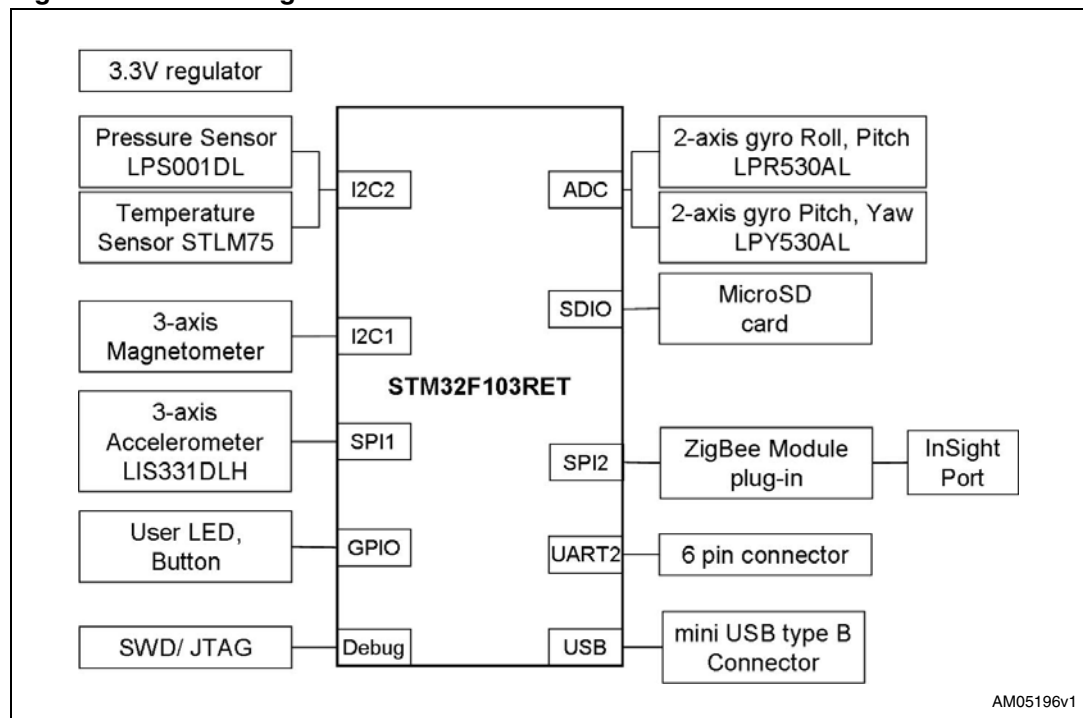 3.3V regulator
Pressure Sensor
LPS001DL
Temperature
Sensor STLM75
I2C2
3-axis
Magnetometer
I2C1
3-axis
Accelerometer
LIS331DLH
SPI1
User LED,
Button
GPIO
SWD/ JTAG
Debug
STM32F103RET
ADC
2-axis gyro Roll, Pitch
LPR530AL
2-axis gyro Pitch, Yaw
LPY530AL
SDIO
MicroSD
card
SPI2
ZigBee Module
plug-in
InSight
Port
UART2
6 pin connector
USB
mini USB type B
Connector
AM05196v1